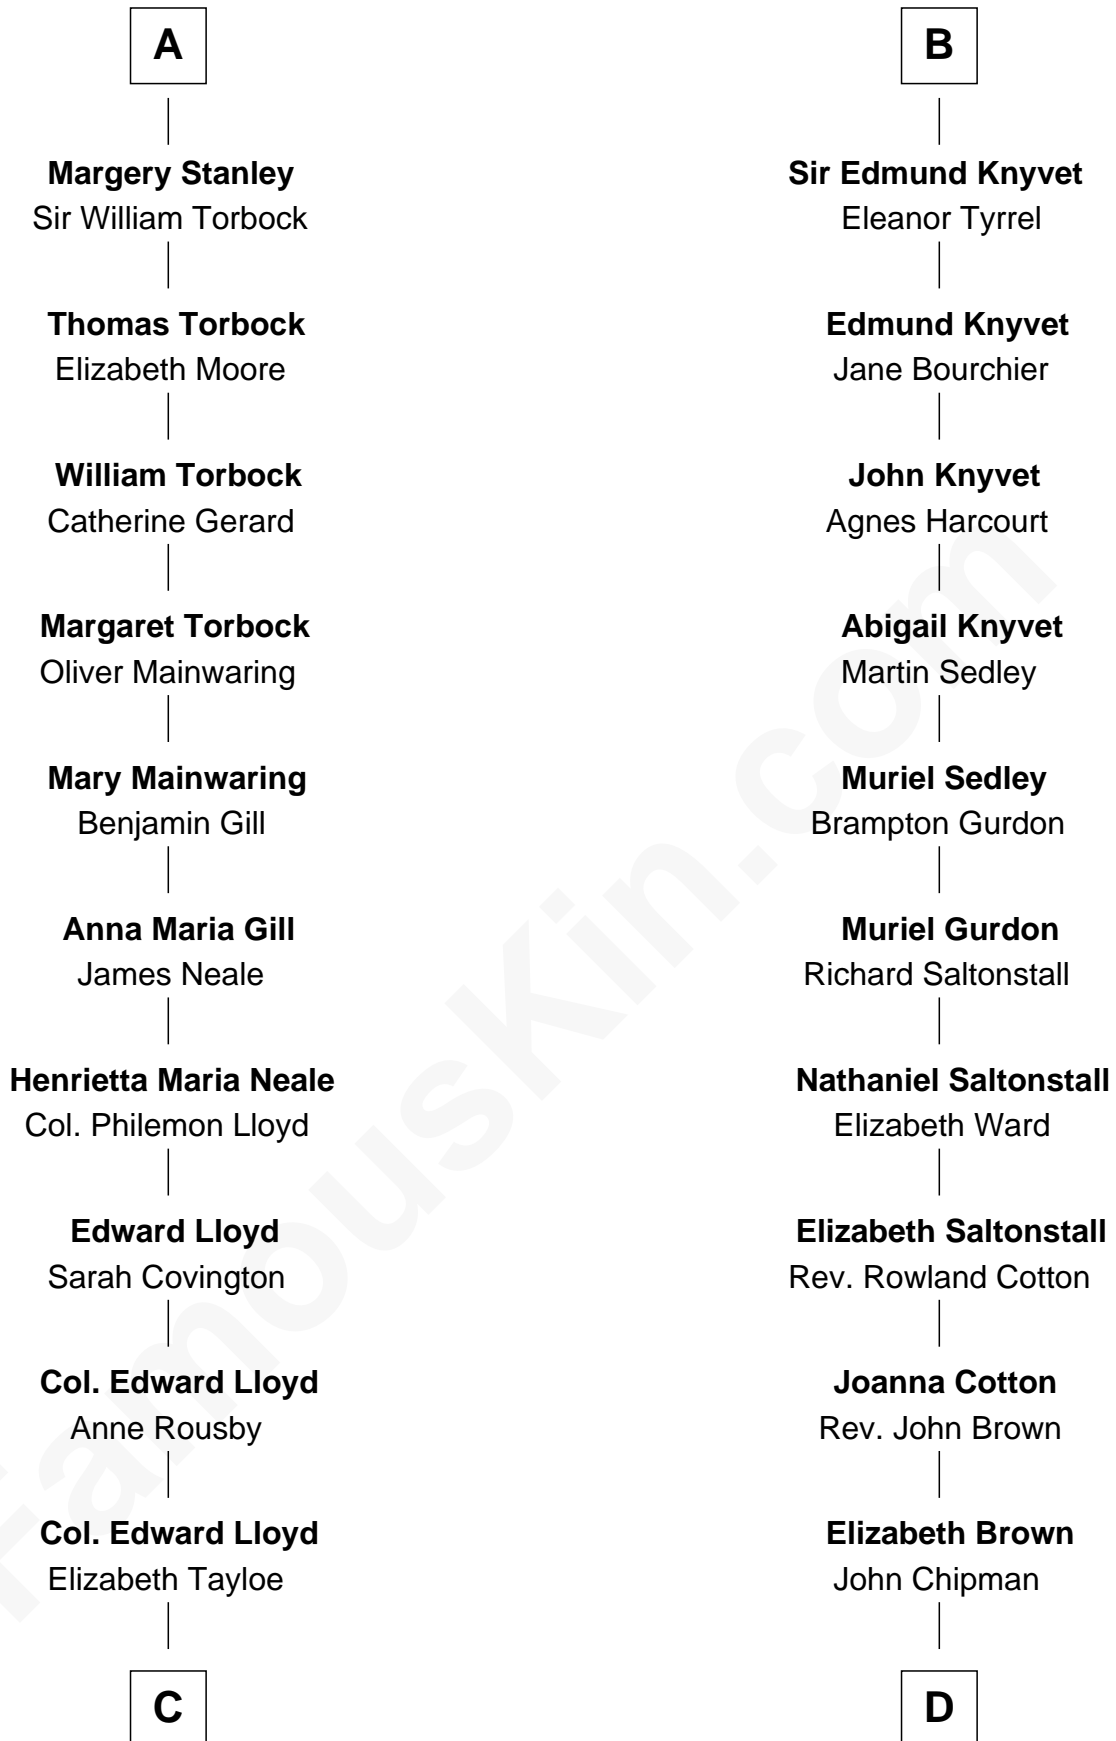 A
Margery Stanley
Sir William Torbock
Thomas Torbock
Elizabeth Moore
William Torbock
Catherine Gerard
Margaret Torbock
Oliver Mainwaring
Mary Mainwaring
Benjamin Gill
Anna Maria Gill
James Neale
Henrietta Maria Neale
Col. Philemon Lloyd
Edward Lloyd
Sarah Covington
Col. Edward Lloyd
Anne Rousby
Col. Edward Lloyd
Elizabeth Tayloe
C
B
Sir Edmund Knyvet
Eleanor Tyrrel
Edmund Knyvet
Jane Bourchier
John Knyvet
Agnes Harcourt
Abigail Knyvet
Martin Sedley
Muriel Sedley
Brampton Gurdon
Muriel Gurdon
Richard Saltonstall
Nathaniel Saltonstall
Elizabeth Ward
Elizabeth Saltonstall
Rev. Rowland Cotton
Joanna Cotton
Rev. John Brown
Elizabeth Brown
John Chipman
D
FamousKin.com